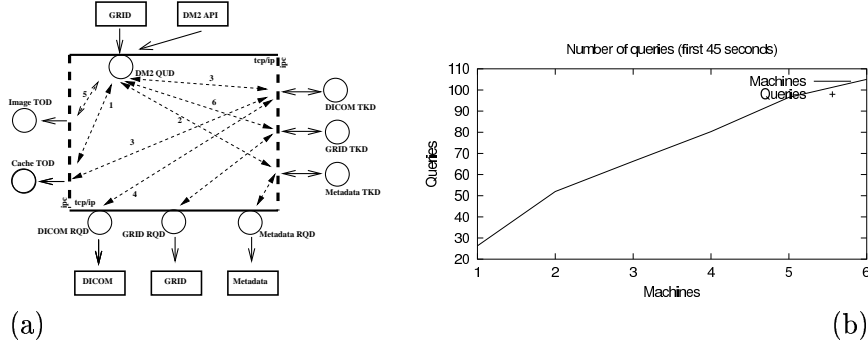 GRID
DM2 API
tcp/ip
ipc
DM2 QUD
3
5
1
6
2
3
4
Image TOD
Cache TOD
DICOM TKD
GRID TKD
Metadata TKD
ipc
tcp/ip
DICOM RQD
GRID RQD
Metadata RQD
DICOM
GRID
Metadata
(a)
Number of queries (first 45 seconds)
Machines
Queries
110
100
90
80
70
60
50
40
30
20
Queries
1
2
3
4
5
6
Machines
(b)